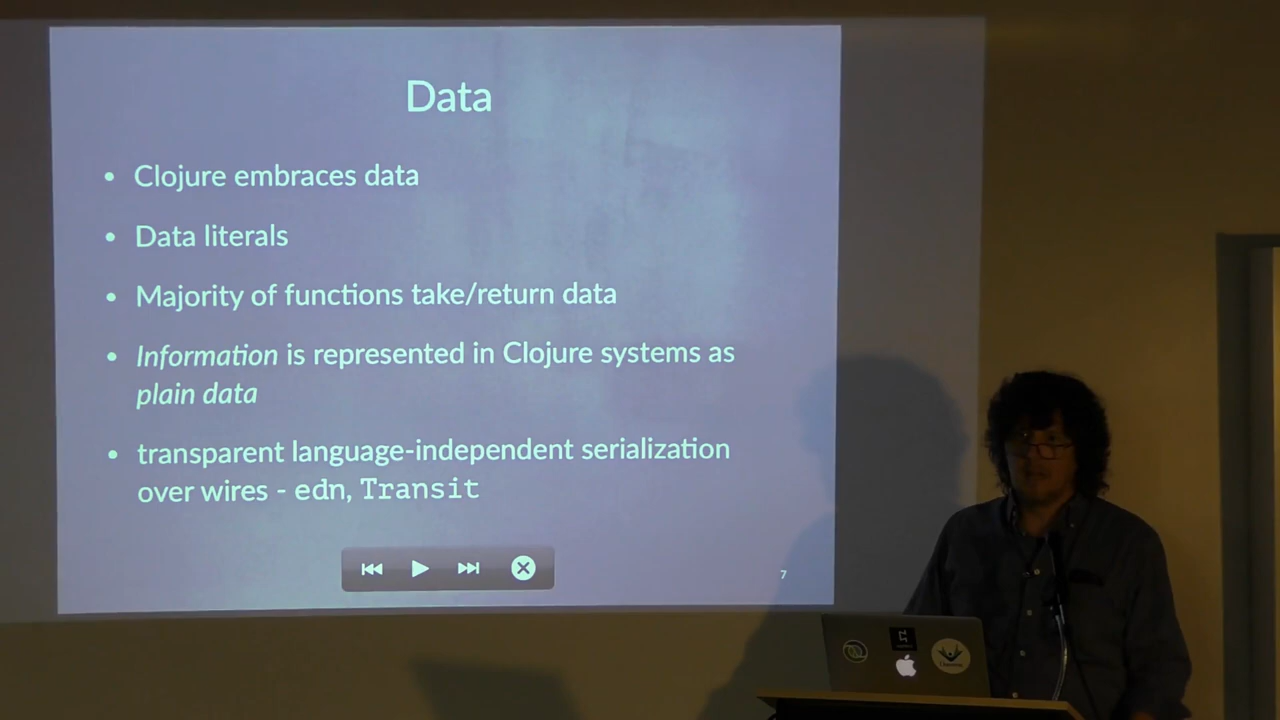 Data
• Clojure embraces data
• Data literals
• Majority of functions take/return data
• Information is represented in Clojure systems as
plain data
• transparent language-independent serialization
over wires - edn, Transit
7